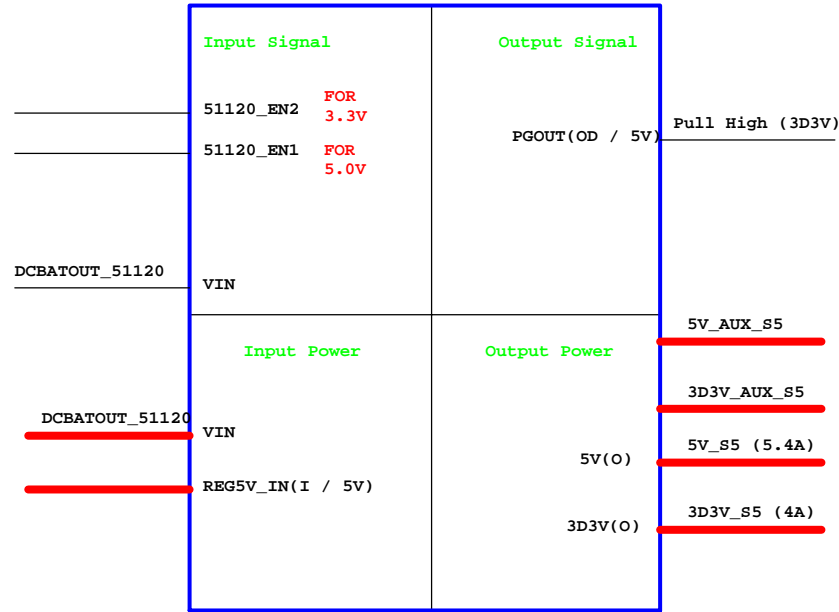 Input Signal
Output Signal
51120_EN2
FOR
3.3V
51120_EN1
FOR
5.0V
PGOUT(OD / 5V)
Pull High (3D3V)
DCBATOUT_51120
VIN
Input Power
Output Power
5V_AUX_S5
3D3V_AUX_S5
DCBATOUT_51120
VIN
5V(O)
5V_S5 (5.4A)
REG5V_IN(I / 5V)
3D3V(O)
3D3V_S5 (4A)